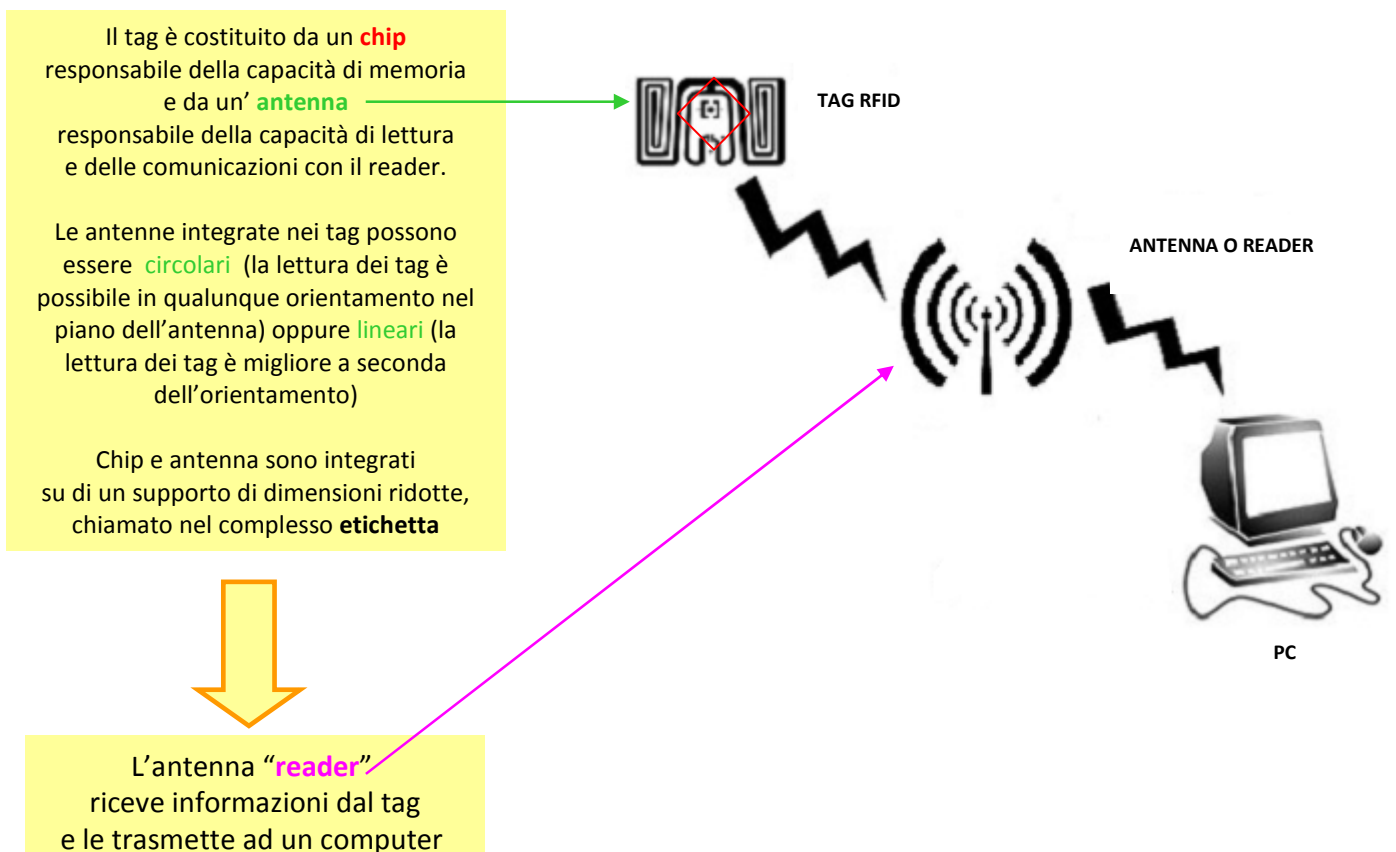 Il tag è costituito da un chip
responsabile della capacità di memoria
e da un’ antenna
responsabile della capacità di lettura
e delle comunicazioni con il reader.
Le antenne integrate nei tag possono
essere circolari (la lettura dei tag è
possibile in qualunque orientamento nel
piano dell’antenna) oppure lineari (la
lettura dei tag è migliore a seconda
dell’orientamento)
Chip e antenna sono integrati
su di un supporto di dimensioni ridotte,
chiamato nel complesso etichetta
L’antenna “reader”
riceve informazioni dal tag
e le trasmette ad un computer
TAG RFID
ANTENNA O READER
PC